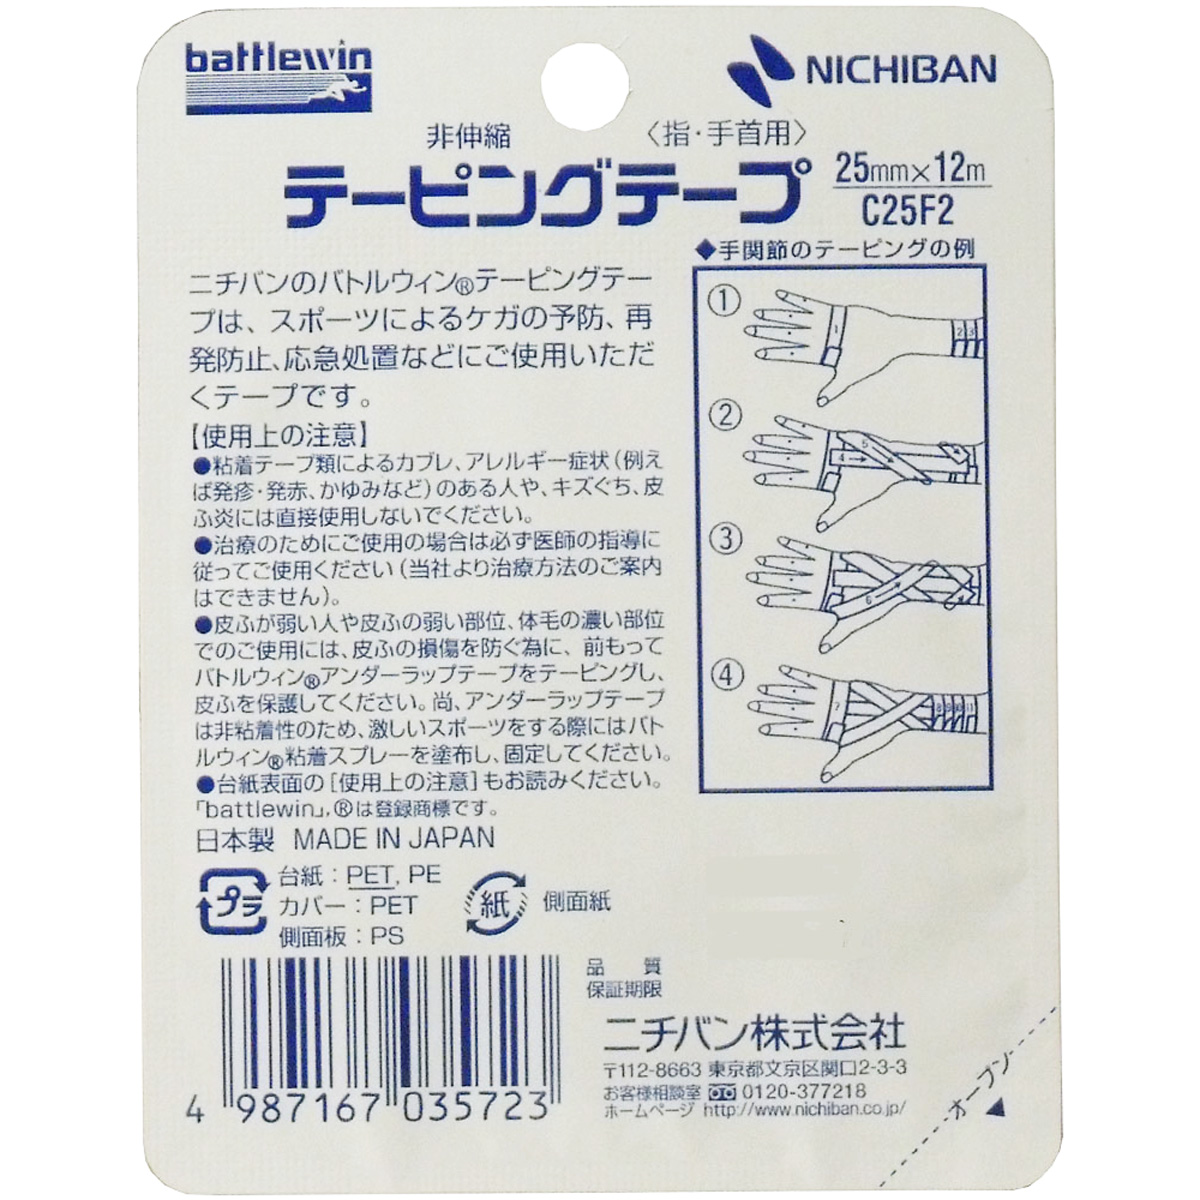 battlewin
NICHIBAN
非伸縮
〈指・手首用〉
テーピングテープ
25mm×12m
C25F2
◆手関節のテーピングの例
ニチバンのバトルウィン®テーピングテー
プは、スポーツによるケガの予防、再
発防止、応急処置などにご使用いただ
くテープです。
【使用上の注意】
●粘着テープ類によるカブレ、アレルギー症状(例え
ば発疹・発赤、かゆみなど)のある人や、キズぐち、皮
ふ炎には直接使用しないでください。
●治療のためにご使用の場合は必ず医師の指導に
従ってご使用ください(当社より治療方法のご案内
はできません)。
●皮ふが弱い人や皮ふの弱い部位、体毛の濃い部位
でのご使用には、皮ふの損傷を防ぐ為に、前もって
バトルウィン®アンダーラップテープをテーピングし、
皮ふを保護してください。尚、アンダーラップテープ
は非粘着性のため、激しいスポーツをする際にはバト
ルウィン®粘着スプレーを塗布し、固定してください。
●台紙表面の[使用上の注意]もお読みください。
「battlewin」,®は登録商標です。
日本製 MADE IN JAPAN
①
1
2 3
②
4
5
③
6
④
7
8 9 10 11
プラ
台紙：PET, PE
カバー：PET
側面板：PS
紙
側面紙
4 987167 035723
品質
保証期限
ニチバン株式会社
〒112-8663 東京都文京区関口2-3-3
お客様相談室 0120-377218
ホームページ http://www.nichiban.co.jp/
オープン